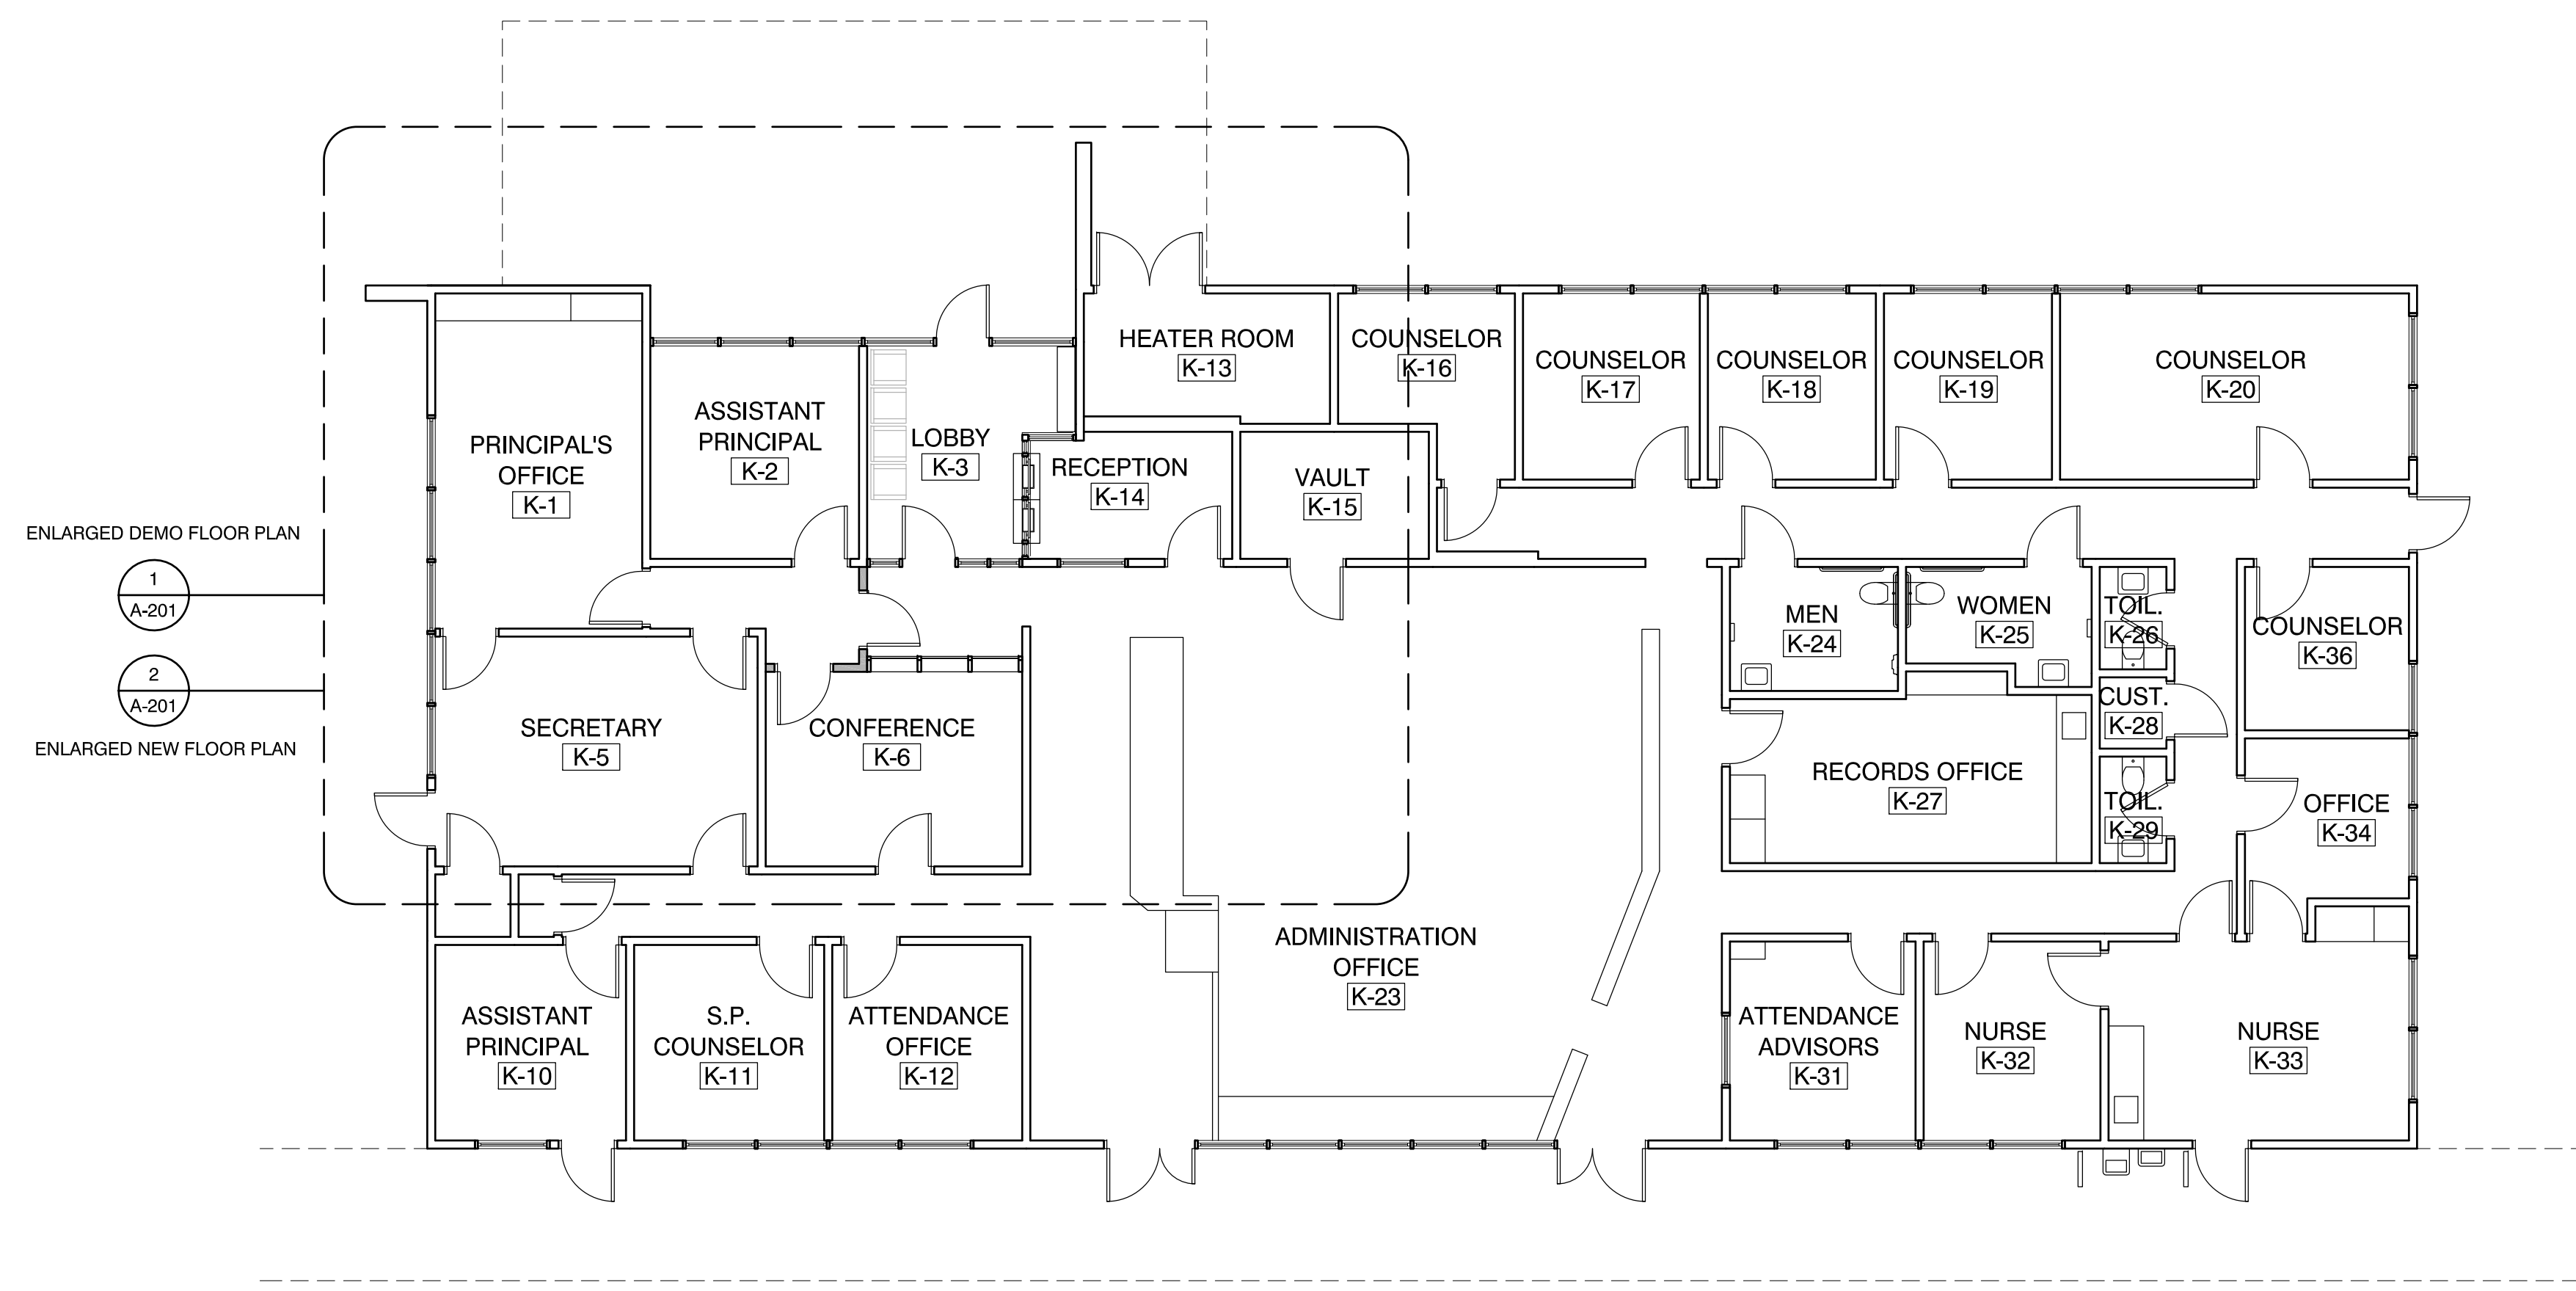 HEATER ROOM
K-13
COUNSELOR
K-16
COUNSELOR
K-17
COUNSELOR
K-18
COUNSELOR
K-19
COUNSELOR
K-20
PRINCIPAL'S
OFFICE
K-1
ASSISTANT
PRINCIPAL
K-2
LOBBY
K-3
RECEPTION
K-14
VAULT
K-15
ENLARGED DEMO FLOOR PLAN
1
A-201
2
A-201
ENLARGED NEW FLOOR PLAN
MEN
K-24
WOMEN
K-25
TOIL.
K-26
COUNSELOR
K-36
CUST.
K-28
SECRETARY
K-5
CONFERENCE
K-6
RECORDS OFFICE
K-27
TOIL.
K-29
OFFICE
K-34
ADMINISTRATION
OFFICE
K-23
ASSISTANT
PRINCIPAL
K-10
S.P.
COUNSELOR
K-11
ATTENDANCE
OFFICE
K-12
ATTENDANCE
ADVISORS
K-31
NURSE
K-32
NURSE
K-33